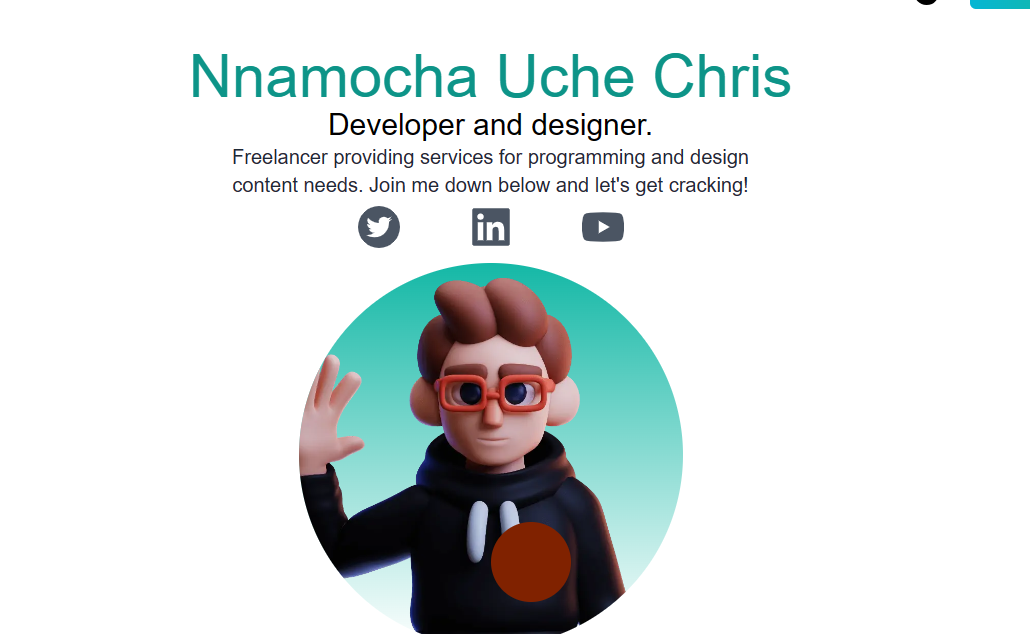 Nnamocha Uche Chris
Developer and designer.
Freelancer providing services for programming and design
content needs. Join me down below and let's get cracking!
in